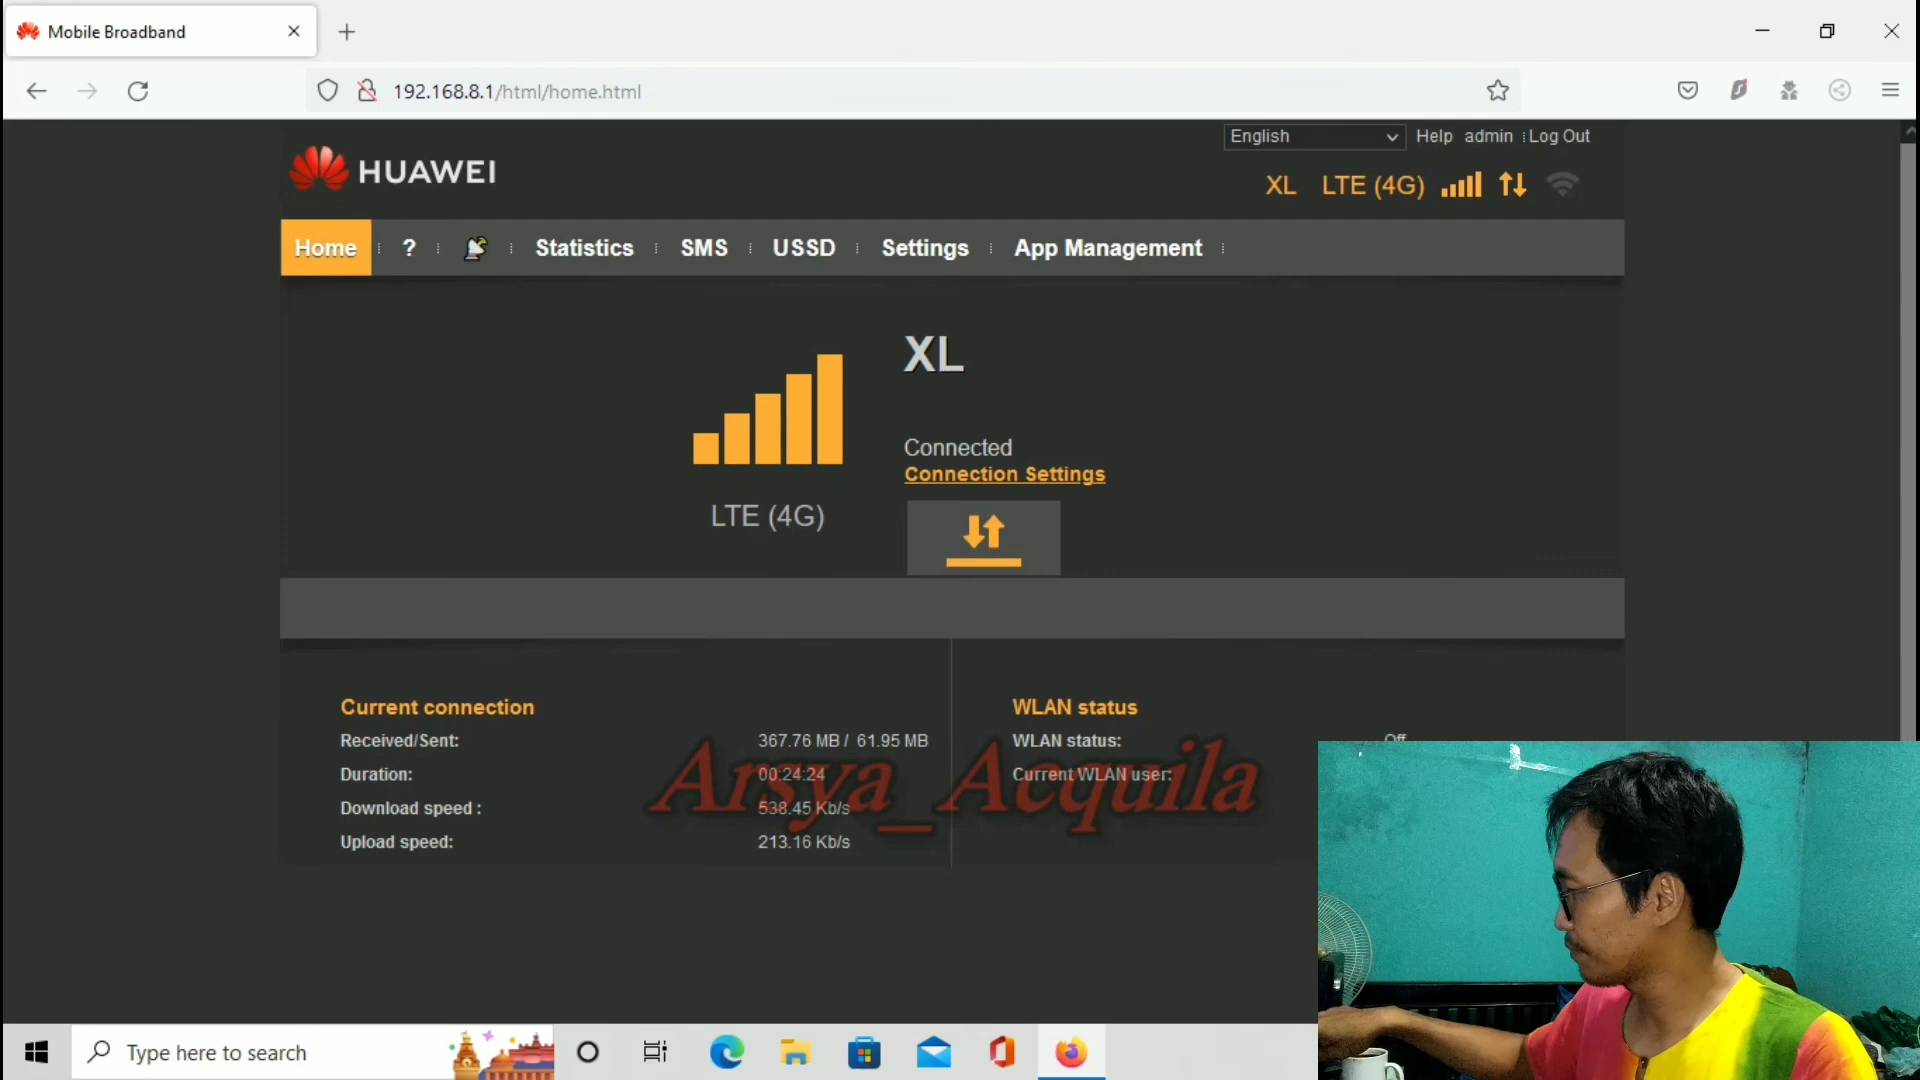 Mobile Broadband
192.168.8.1/html/home.html
English Help admin Log Out
HUAWEI
XL LTE (4G)
Home ? Statistics SMS USSD Settings App Management
XL
Connected
Connection Settings
LTE (4G)
Current connection
Received/Sent: 367.76 MB / 61.95 MB
Duration: 00:24:24
Download speed : 538.45 Kb/s
Upload speed: 213.16 Kb/s
WLAN status
WLAN status: Off
Current WLAN user:
Arsya_Acquila
Type here to search